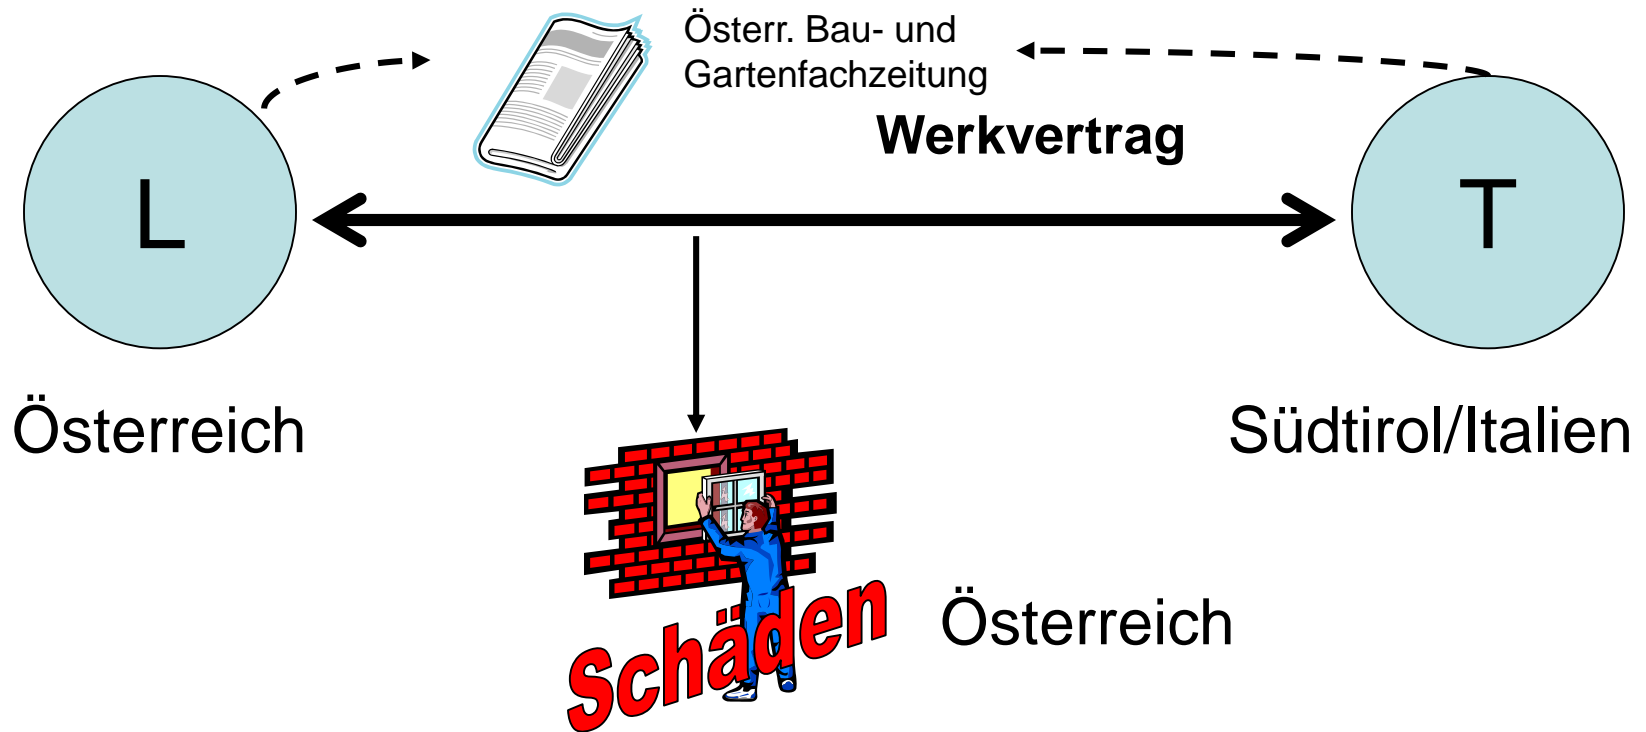 Österr. Bau- und
Gartenfachzeitung
Werkvertrag
L
T
Österreich
Südtirol/Italien
Schäden
Österreich